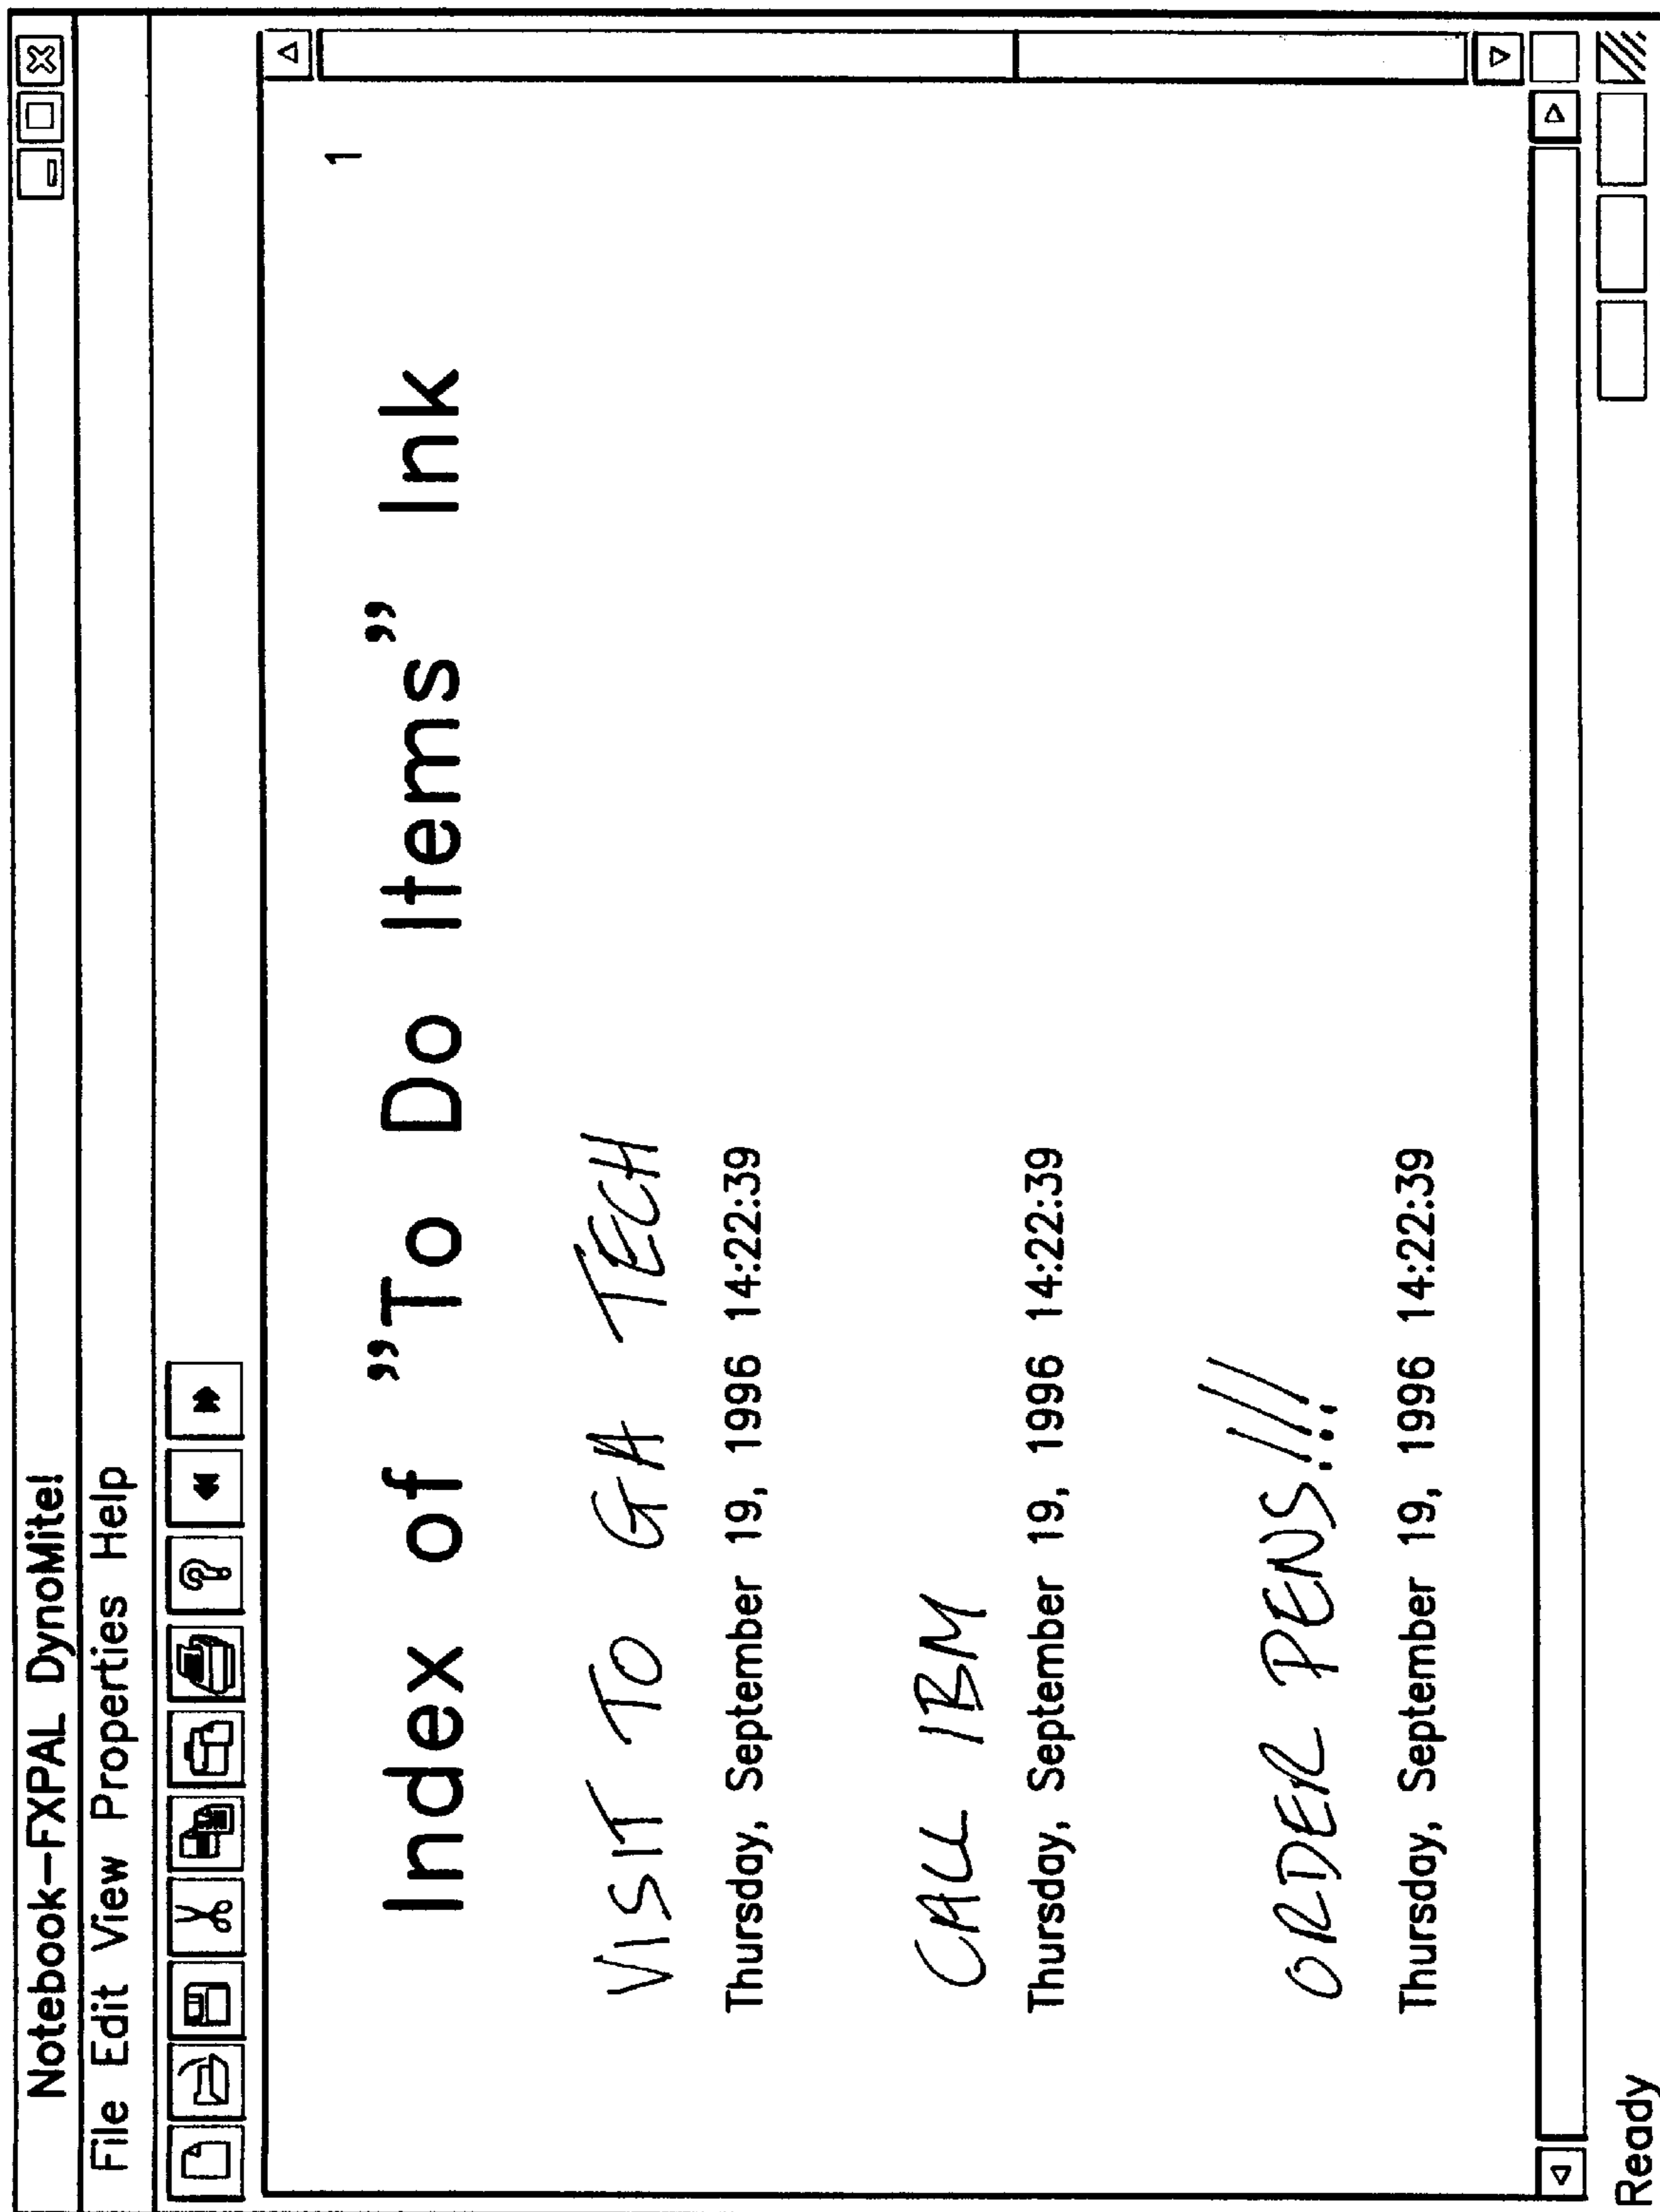 Notebook—FXPAL DynoMite!
File Edit View Properties Help
1
Index of "To Do Items" Ink
VISIT TO GA TECH
Thursday, September 19, 1996 14:22:39
CALL IBM
Thursday, September 19, 1996 14:22:39
ORDER PENS!!!!
Thursday, September 19, 1996 14:22:39
Ready